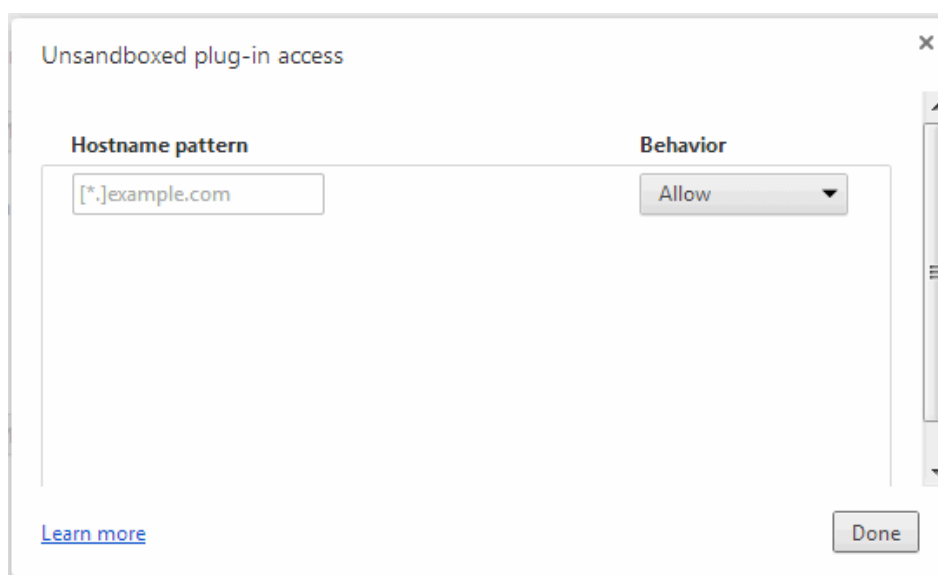 Unsandboxed plug-in access
Hostname pattern Behavior
[*.]example.com Allow
Learn more Done